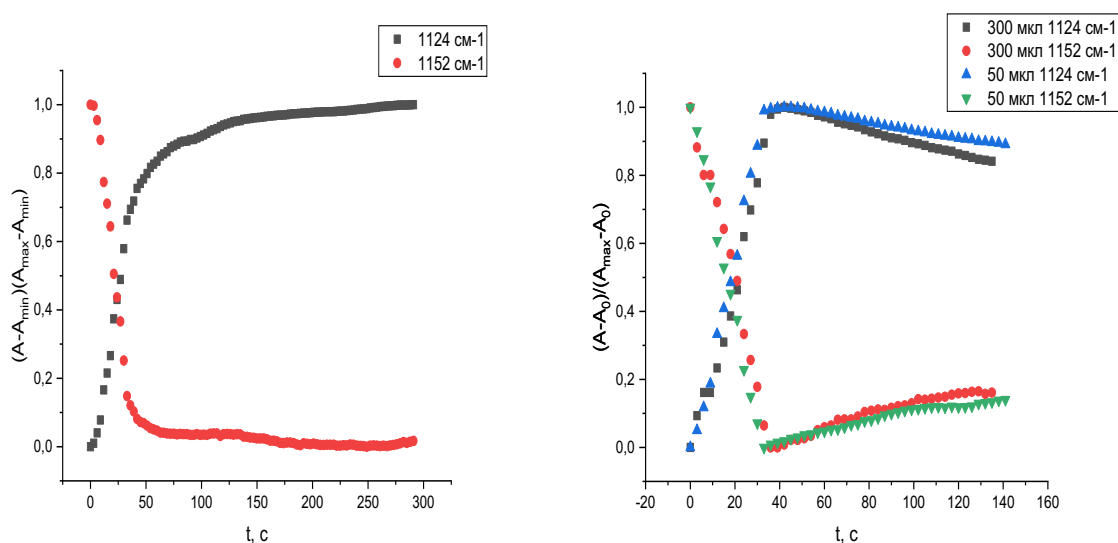 1124 см-1
1152 см-1
(A-Amin)(Amax-Amin)
1,0
0,8
0,6
0,4
0,2
0,0
0
50
100
150
200
250
300
t, c
300 мкл 1124 см-1
300 мкл 1152 см-1
50 мкл 1124 см-1
50 мкл 1152 см-1
(A-A0)/(Amax-A0)
1,0
0,8
0,6
0,4
0,2
0,0
-20
0
20
40
60
80
100
120
140
160
t, c